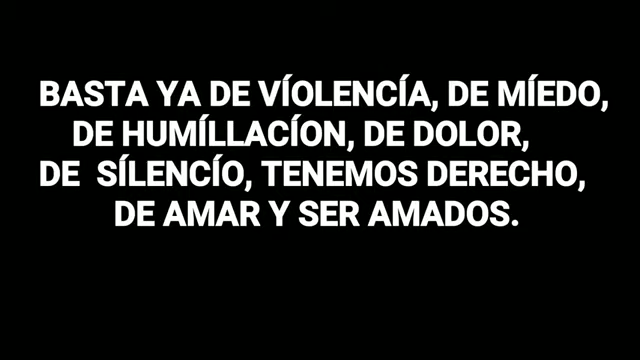 BASTA YA DE VÍOLENCÍA, DE MÍEDO,
DE HUMÍLLACÍON, DE DOLOR,
DE SÍLENCÍO, TENEMOS DERECHO,
DE AMAR Y SER AMADOS.